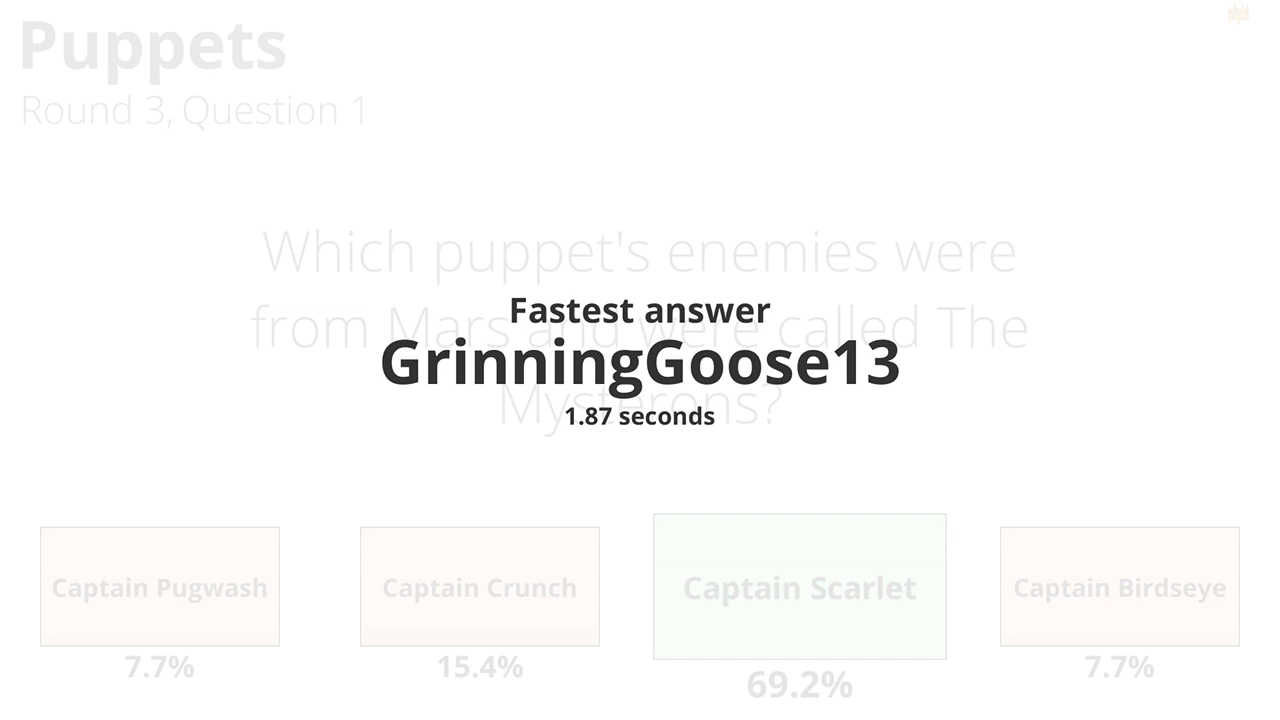 Puppets
Round 3, Question 1
Which puppet's enemies were
from Mars and were called The
Mysterons?
Fastest answer
GrinningGoose13
1.87 seconds
Captain Pugwash
Captain Crunch
Captain Scarlet
Captain Birdseye
7.7%
15.4%
69.2%
7.7%